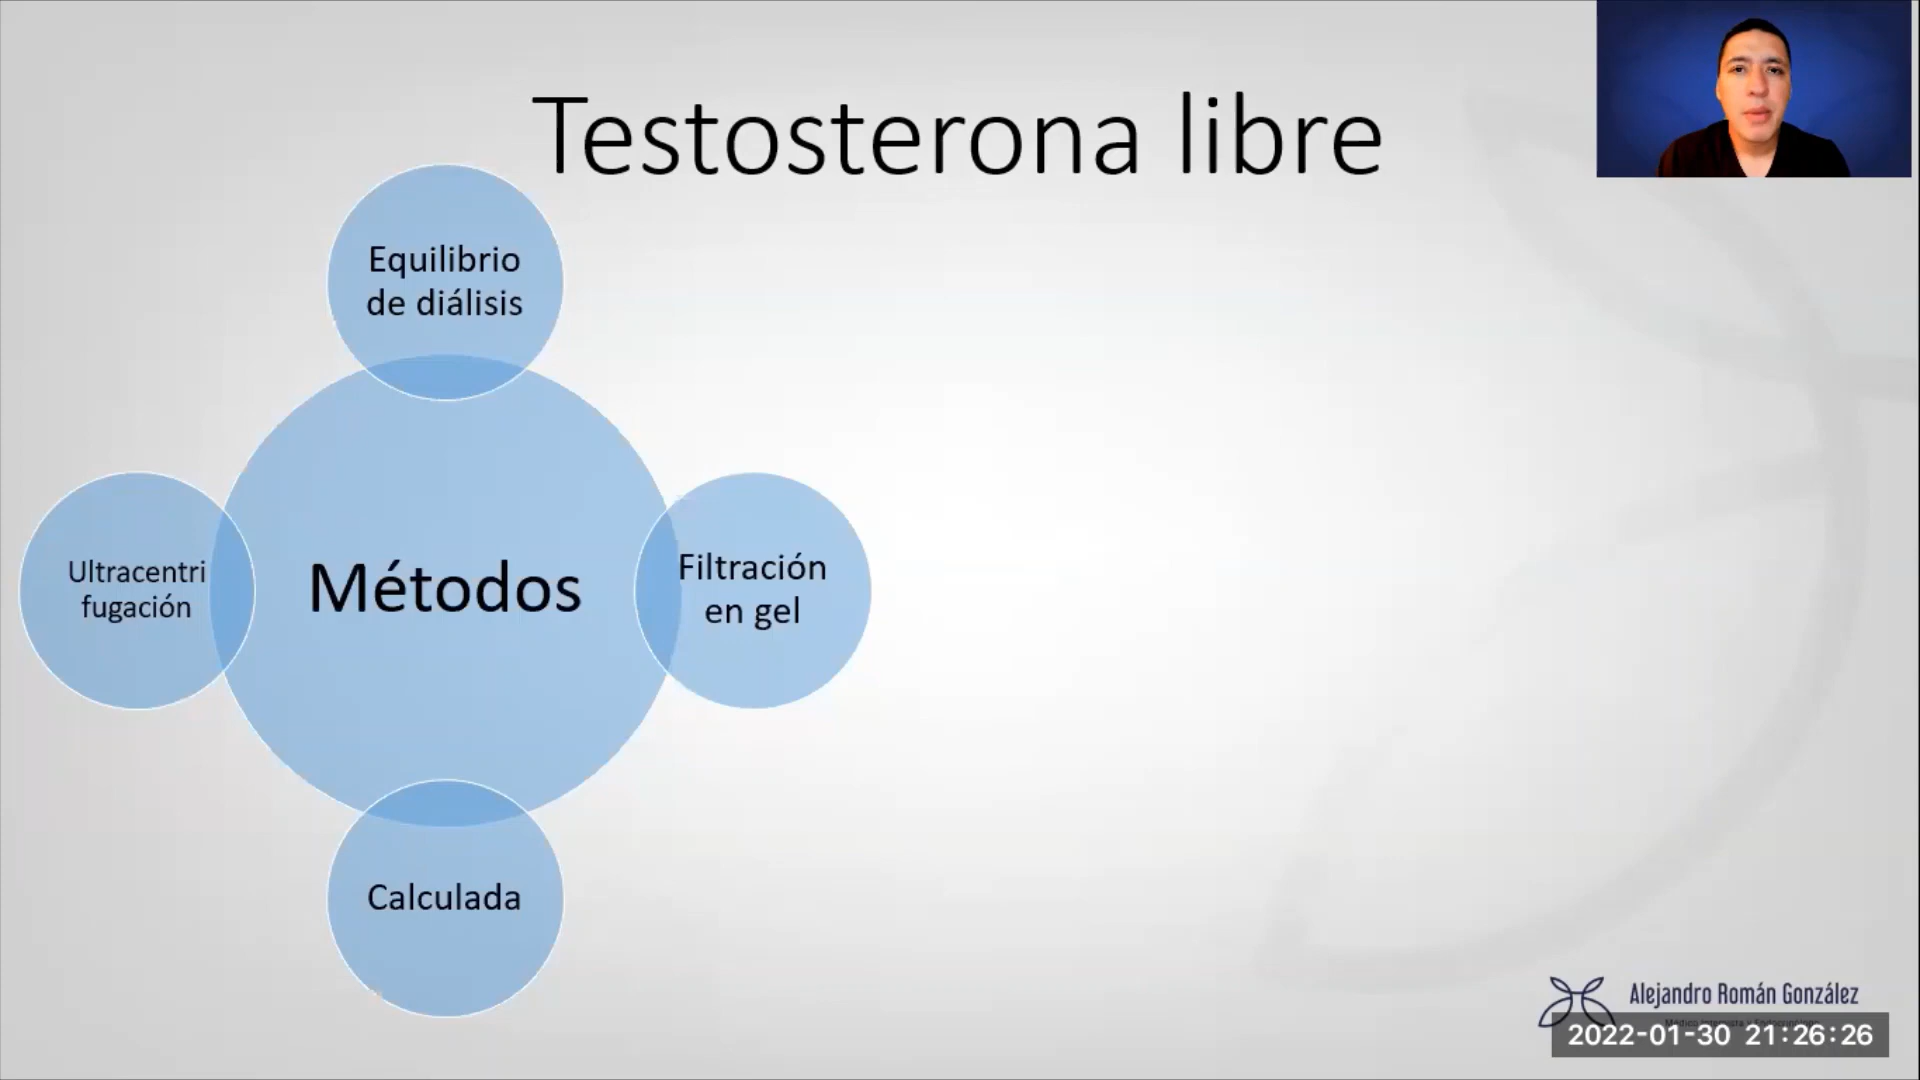 Testosterona libre
Equilibrio
de diálisis
Ultracentri
fugación
Métodos
Filtración
en gel
Calculada
Alejandro Román González
2022-01-30 21:26:26